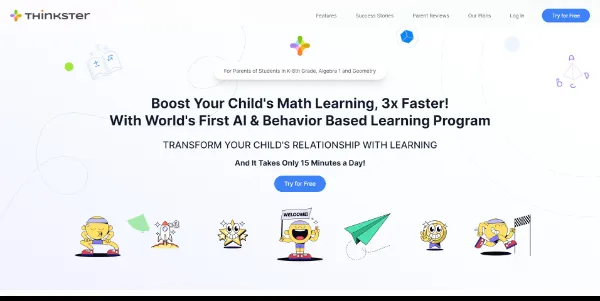 THINKSTER
Features
Success Stories
Parent Reviews
Our Plans
Log In
Try for Free
For Parents of Students in K-8th Grade, Algebra 1 and Geometry
Boost Your Child's Math Learning, 3x Faster!
With World's First AI & Behavior Based Learning Program
TRANSFORM YOUR CHILD'S RELATIONSHIP WITH LEARNING
And It Takes Only 15 Minutes a Day!
Try for Free
WELCOME!